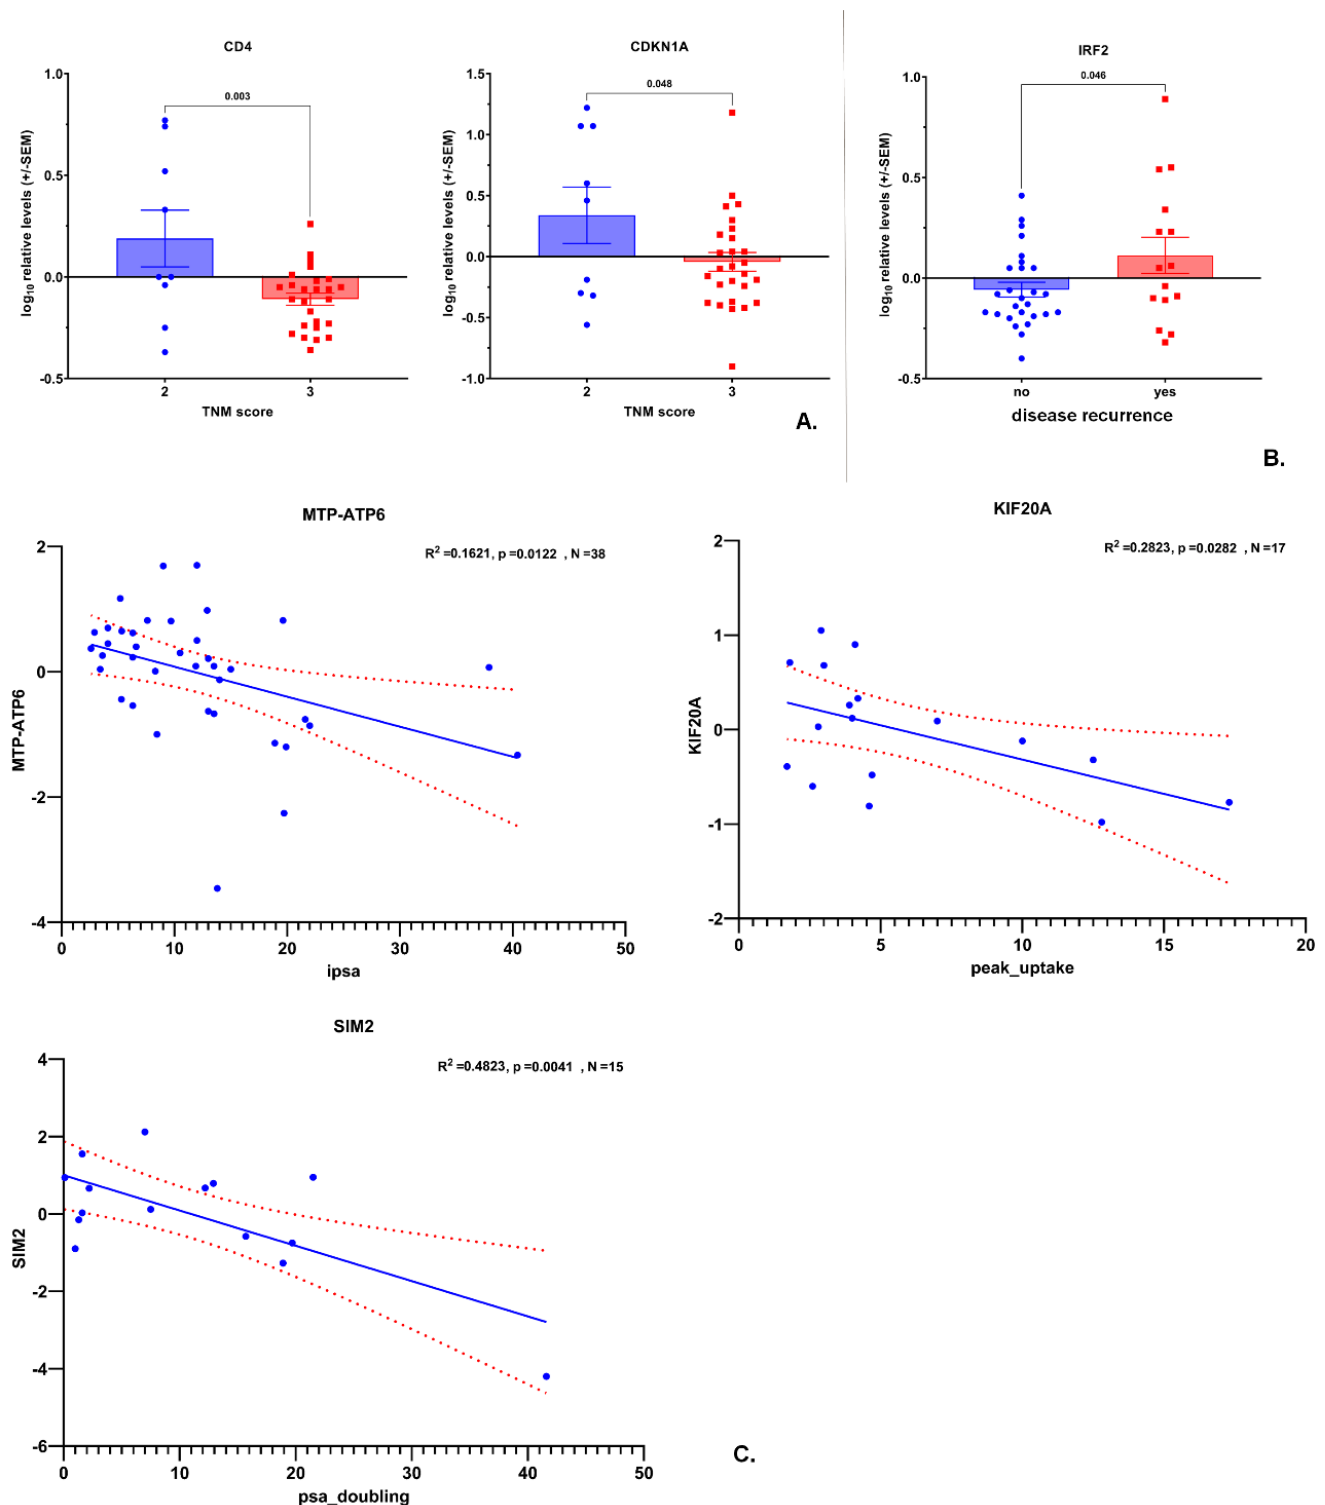 CD4
1.0
0.5
0.0
-0.5
log10 relative levels (+/-SEM)
0.003
2
3
TNM score
CDKN1A
1.5
1.0
0.5
0.0
-0.5
-1.0
log10 relative levels (+/-SEM)
0.048
2
3
TNM score
A.
IRF2
1.0
0.5
0.0
-0.5
log10 relative levels (+/-SEM)
0.046
no
yes
disease recurrence
B.
MTP-ATP6
R2 =0.1621, p =0.0122 , N =38
2
0
-2
-4
MTP-ATP6
0
10
20
30
40
50
ipsa
KIF20A
R2 =0.2823, p =0.0282 , N =17
2
1
0
-1
-2
KIF20A
0
5
10
15
20
peak_uptake
SIM2
R2 =0.4823, p =0.0041 , N =15
4
2
0
-2
-4
-6
SIM2
0
10
20
30
40
50
psa_doubling
C.